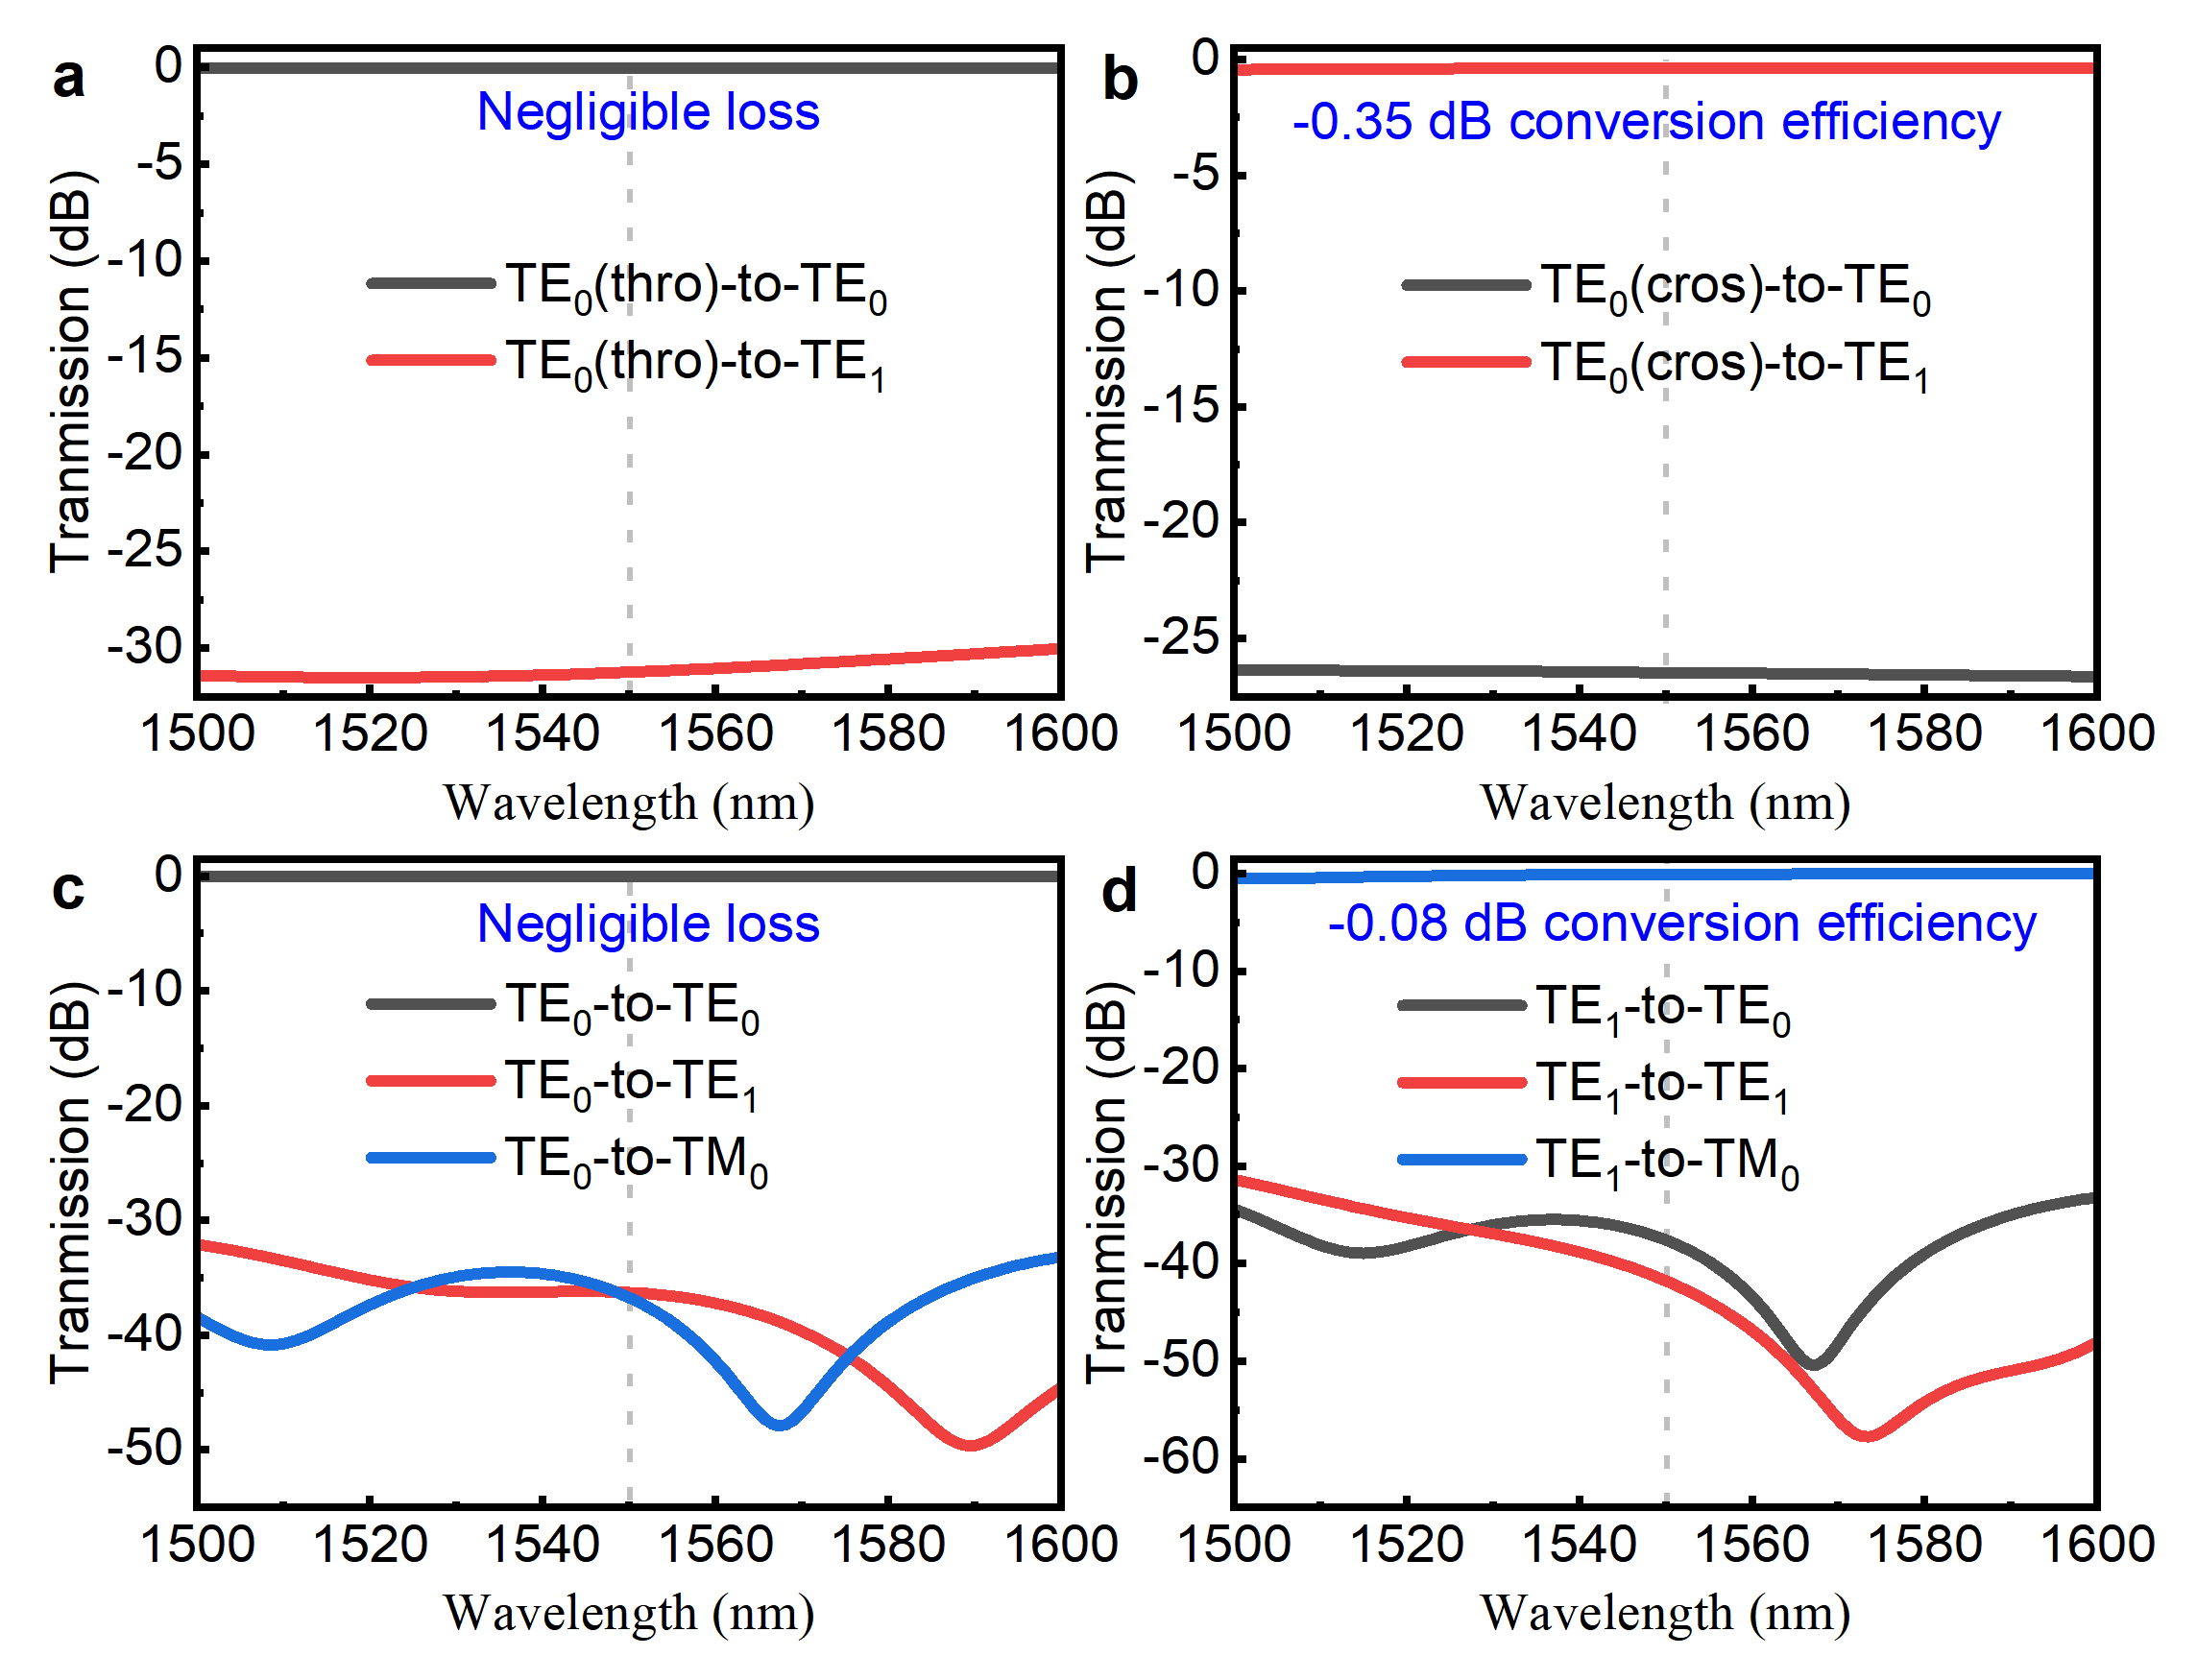 a
0
-5
-10
-15
-20
-25
-30
Tranmission (dB)
Negligible loss
TE0(thro)-to-TE0
TE0(thro)-to-TE1
1500 1520 1540 1560 1580 1600
Wavelength (nm)
b
0
-5
-10
-15
-20
-25
Tranmission (dB)
-0.35 dB conversion efficiency
TE0(cros)-to-TE0
TE0(cros)-to-TE1
1500 1520 1540 1560 1580 1600
Wavelength (nm)
c
0
-10
-20
-30
-40
-50
Tranmission (dB)
Negligible loss
TE0-to-TE0
TE0-to-TE1
TE0-to-TM0
1500 1520 1540 1560 1580 1600
Wavelength (nm)
d
0
-10
-20
-30
-40
-50
-60
Tranmission (dB)
-0.08 dB conversion efficiency
TE1-to-TE0
TE1-to-TE1
TE1-to-TM0
1500 1520 1540 1560 1580 1600
Wavelength (nm)